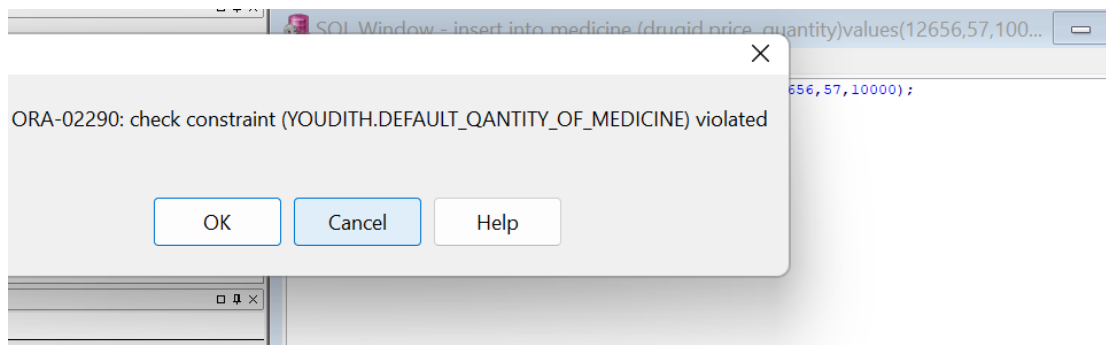 SQL Window - insert into medicine (drugid,price, quantity)values(12656,57,100...
656,57,10000);
ORA-02290: check constraint (YOUDITH.DEFAULT_QANTITY_OF_MEDICINE) violated
OK Cancel Help